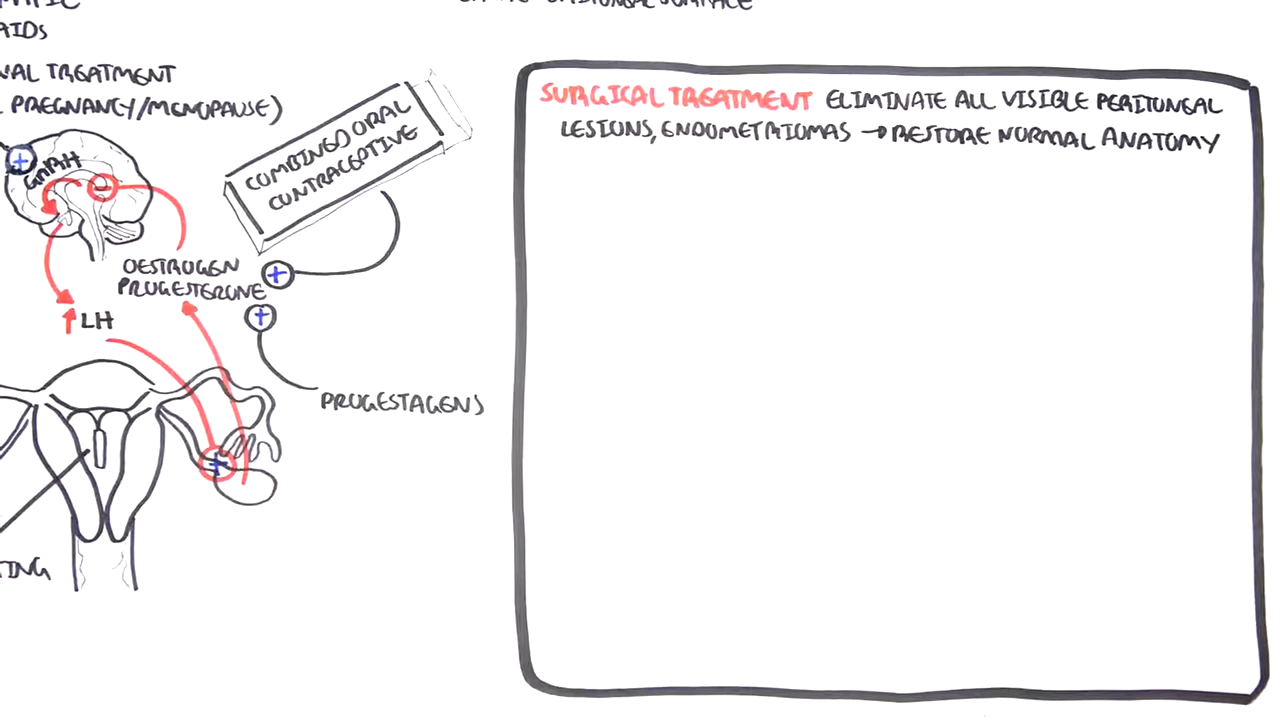 AIDS
NAL TREATMENT
PREGNANCY/MENOPAUSE)
GnRH
COMBINED ORAL
CONTRACEPTIVE
OESTROGEN
PROGESTERONE
LH
PROGESTAGENS
TING
SURGICAL TREATMENT ELIMINATE ALL VISIBLE PERITONEAL
LESIONS, ENDOMETRIOMAS → RESTORE NORMAL ANATOMY